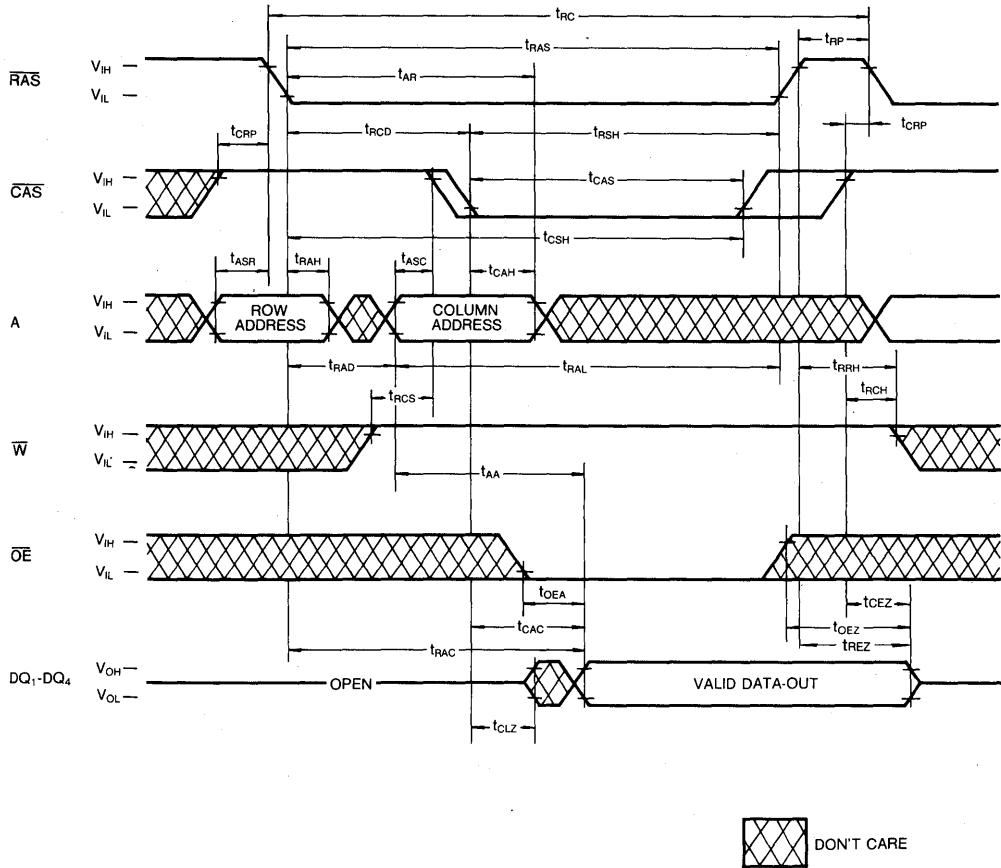 tRC
tRP
tRAS
RAS
VIH
VIL
tAR
tCRP
tRCD
tRSH
tCRP
CAS
VIH
VIL
tCAS
tCSH
tASR
tRAH
tASC
tCAH
A
VIH
VIL
ROW
ADDRESS
COLUMN
ADDRESS
tRAD
tRAL
tRRH
tRCS
tRCH
W
VIH
VIL
tAA
OE
VIH
VIL
tOEA
tCEZ
tCAC
tOEZ
tRAC
tREZ
DQ1-DQ4
VOH
VOL
OPEN
VALID DATA-OUT
tCLZ
DON'T CARE